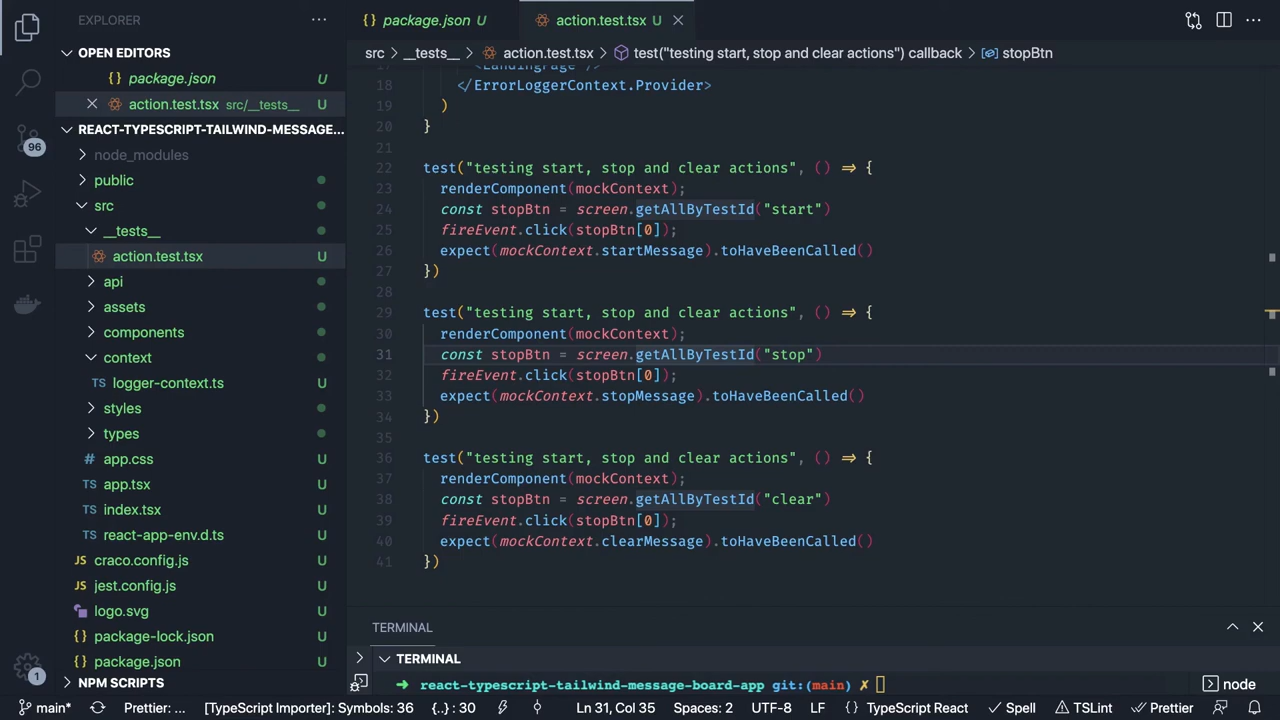 EXPLORER
package.json U
action.test.tsx U
OPEN EDITORS
package.json U
action.test.tsx src/__tests__ U
REACT-TYPESCRIPT-TAILWIND-MESSAGE...
node_modules
public
src
__tests__
action.test.tsx U
api
assets
components
context
logger-context.ts U
styles
types
app.css U
app.tsx U
index.tsx U
react-app-env.d.ts U
JS craco.config.js U
JS jest.config.js U
logo.svg U
package-lock.json U
package.json U
NPM SCRIPTS
96
1
src > __tests__ > action.test.tsx > test("testing start, stop and clear actions") callback > stopBtn
18 </ErrorLoggerContext.Provider>
19 )
20 }
21
22 test("testing start, stop and clear actions", () => {
23 renderComponent(mockContext);
24 const stopBtn = screen.getAllByTestId("start")
25 fireEvent.click(stopBtn[0]);
26 expect(mockContext.startMessage).toHaveBeenCalled()
27 })
28
29 test("testing start, stop and clear actions", () => {
30 renderComponent(mockContext);
31 const stopBtn = screen.getAllByTestId("stop")
32 fireEvent.click(stopBtn[0]);
33 expect(mockContext.stopMessage).toHaveBeenCalled()
34 })
35
36 test("testing start, stop and clear actions", () => {
37 renderComponent(mockContext);
38 const stopBtn = screen.getAllByTestId("clear")
39 fireEvent.click(stopBtn[0]);
40 expect(mockContext.clearMessage).toHaveBeenCalled()
41 })
TERMINAL
TERMINAL
➜ react-typescript-tailwind-message-board-app git:(main) ✗
node
main* Prettier: ... [TypeScript Importer]: Symbols: 36 {..} : 30 Ln 31, Col 35 Spaces: 2 UTF-8 LF TypeScript React Spell TSLint Prettier